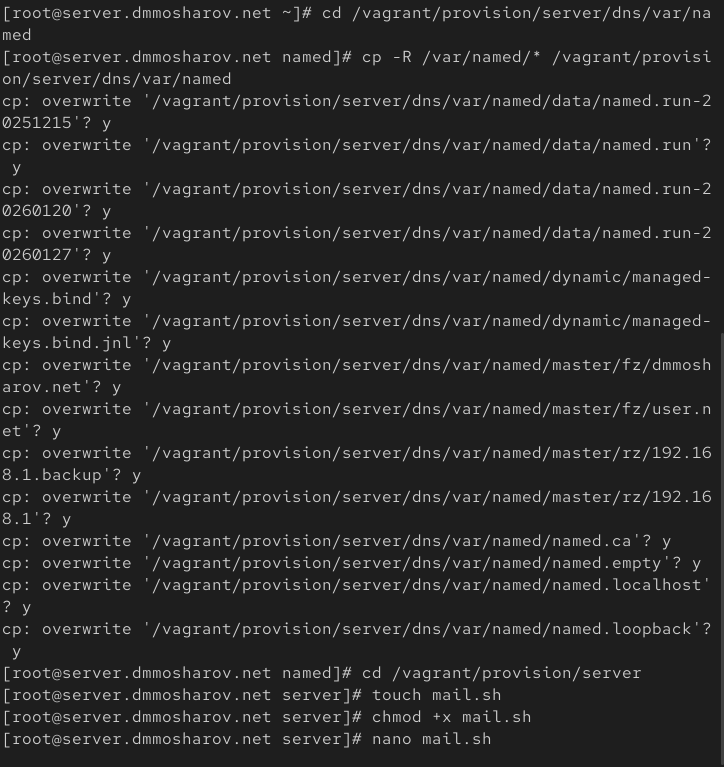 [root@server.dmmosharov.net ~]# cd /vagrant/provision/server/dns/var/na
med
[root@server.dmmosharov.net named]# cp -R /var/named/* /vagrant/provisi
on/server/dns/var/named
cp: overwrite '/vagrant/provision/server/dns/var/named/data/named.run-2
0251215'? y
cp: overwrite '/vagrant/provision/server/dns/var/named/data/named.run'?
 y
cp: overwrite '/vagrant/provision/server/dns/var/named/data/named.run-2
0260120'? y
cp: overwrite '/vagrant/provision/server/dns/var/named/data/named.run-2
0260127'? y
cp: overwrite '/vagrant/provision/server/dns/var/named/dynamic/managed-
keys.bind'? y
cp: overwrite '/vagrant/provision/server/dns/var/named/dynamic/managed-
keys.bind.jnl'? y
cp: overwrite '/vagrant/provision/server/dns/var/named/master/fz/dmmosh
arov.net'? y
cp: overwrite '/vagrant/provision/server/dns/var/named/master/fz/user.n
et'? y
cp: overwrite '/vagrant/provision/server/dns/var/named/master/rz/192.16
8.1.backup'? y
cp: overwrite '/vagrant/provision/server/dns/var/named/master/rz/192.16
8.1'? y
cp: overwrite '/vagrant/provision/server/dns/var/named/named.ca'? y
cp: overwrite '/vagrant/provision/server/dns/var/named/named.empty'? y
cp: overwrite '/vagrant/provision/server/dns/var/named/named.localhost'
? y
cp: overwrite '/vagrant/provision/server/dns/var/named/named.loopback'?
 y
[root@server.dmmosharov.net named]# cd /vagrant/provision/server
[root@server.dmmosharov.net server]# touch mail.sh
[root@server.dmmosharov.net server]# chmod +x mail.sh
[root@server.dmmosharov.net server]# nano mail.sh